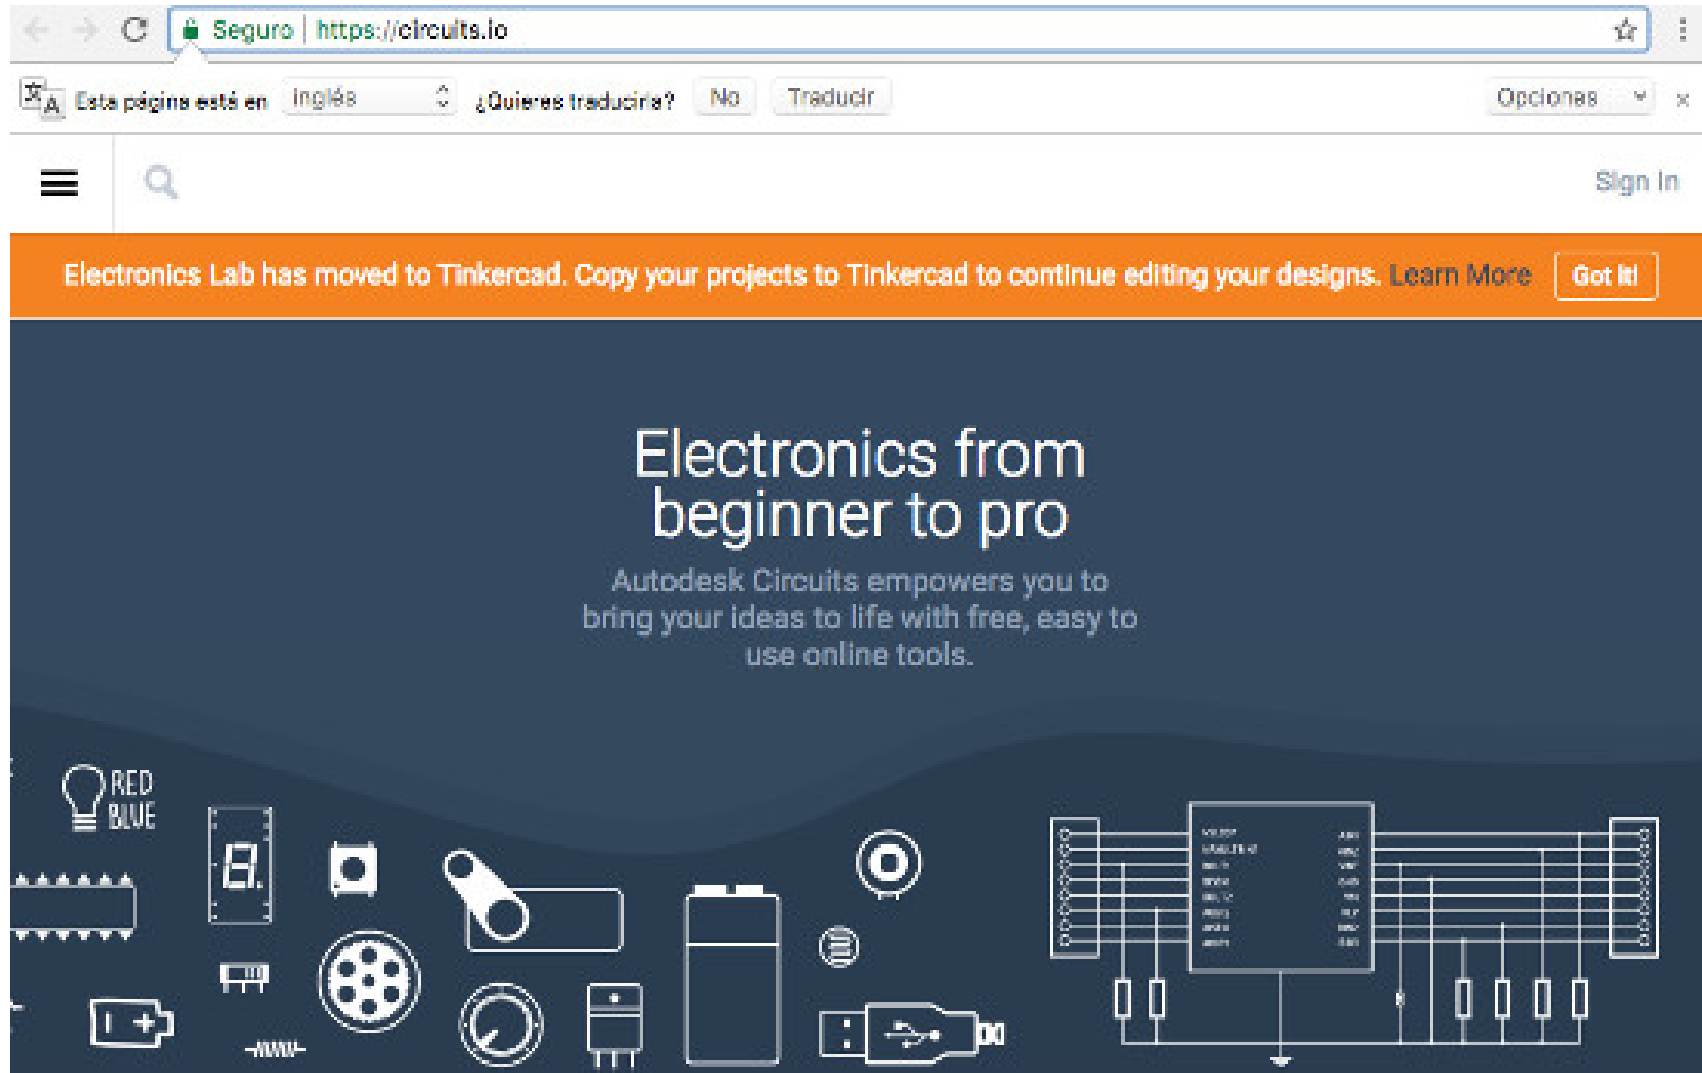 Seguro | https://circuits.io
Esta página está en inglés ¿Quieres traducirla? No Traducir Opciones
Sign In
Electronics Lab has moved to Tinkercad. Copy your projects to Tinkercad to continue editing your designs. Learn More Got it!
Electronics from
beginner to pro
Autodesk Circuits empowers you to
bring your ideas to life with free, easy to
use online tools.
RED
BLUE
8.